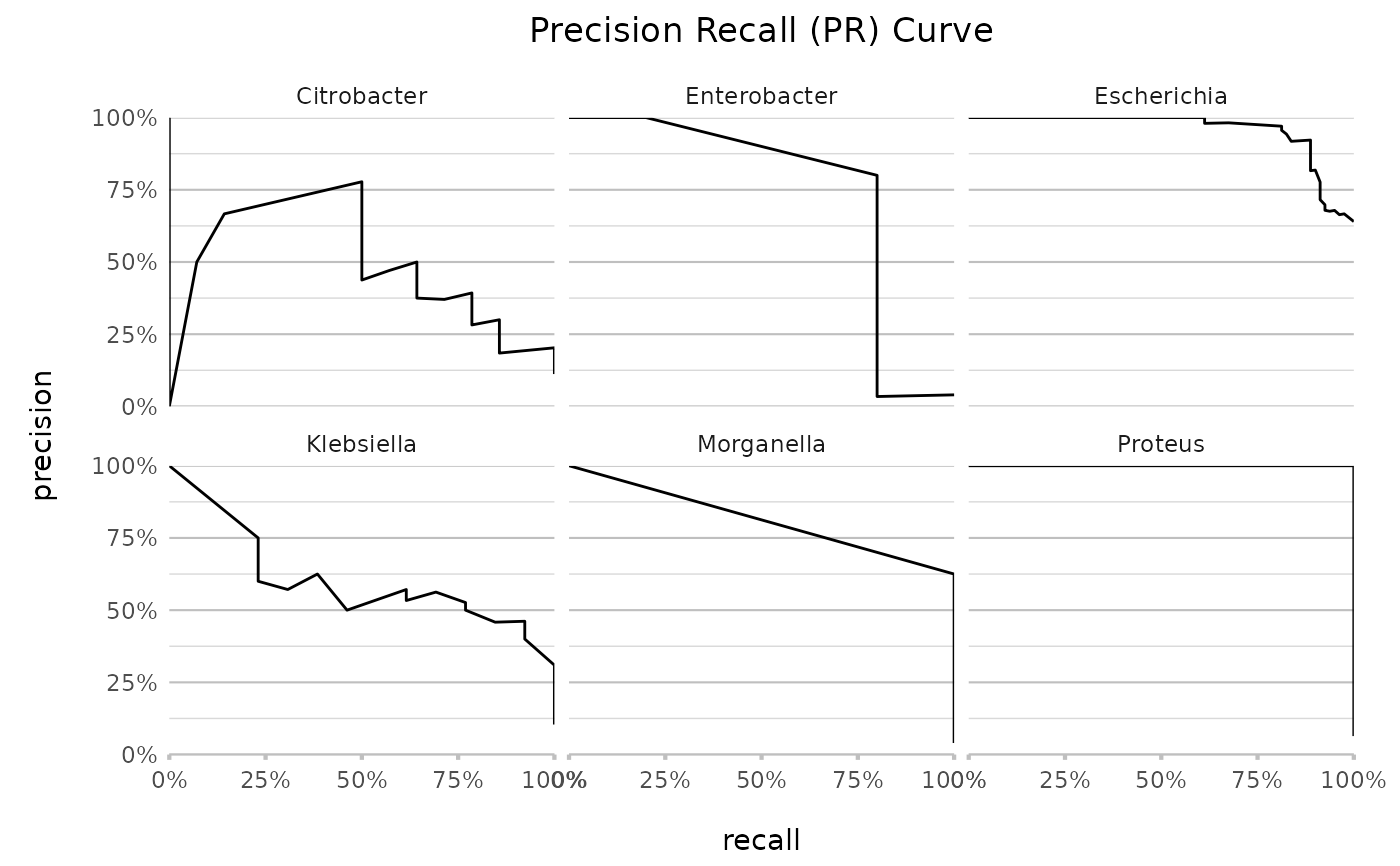 Precision Recall (PR) Curve
Citrobacter Enterobacter Escherichia
100%
75%
50%
25%
0%
Klebsiella Morganella Proteus
100%
75%
50%
25%
0%
0% 25% 50% 75% 100% 0% 25% 50% 75% 100% 0% 25% 50% 75% 100%
recall
precision